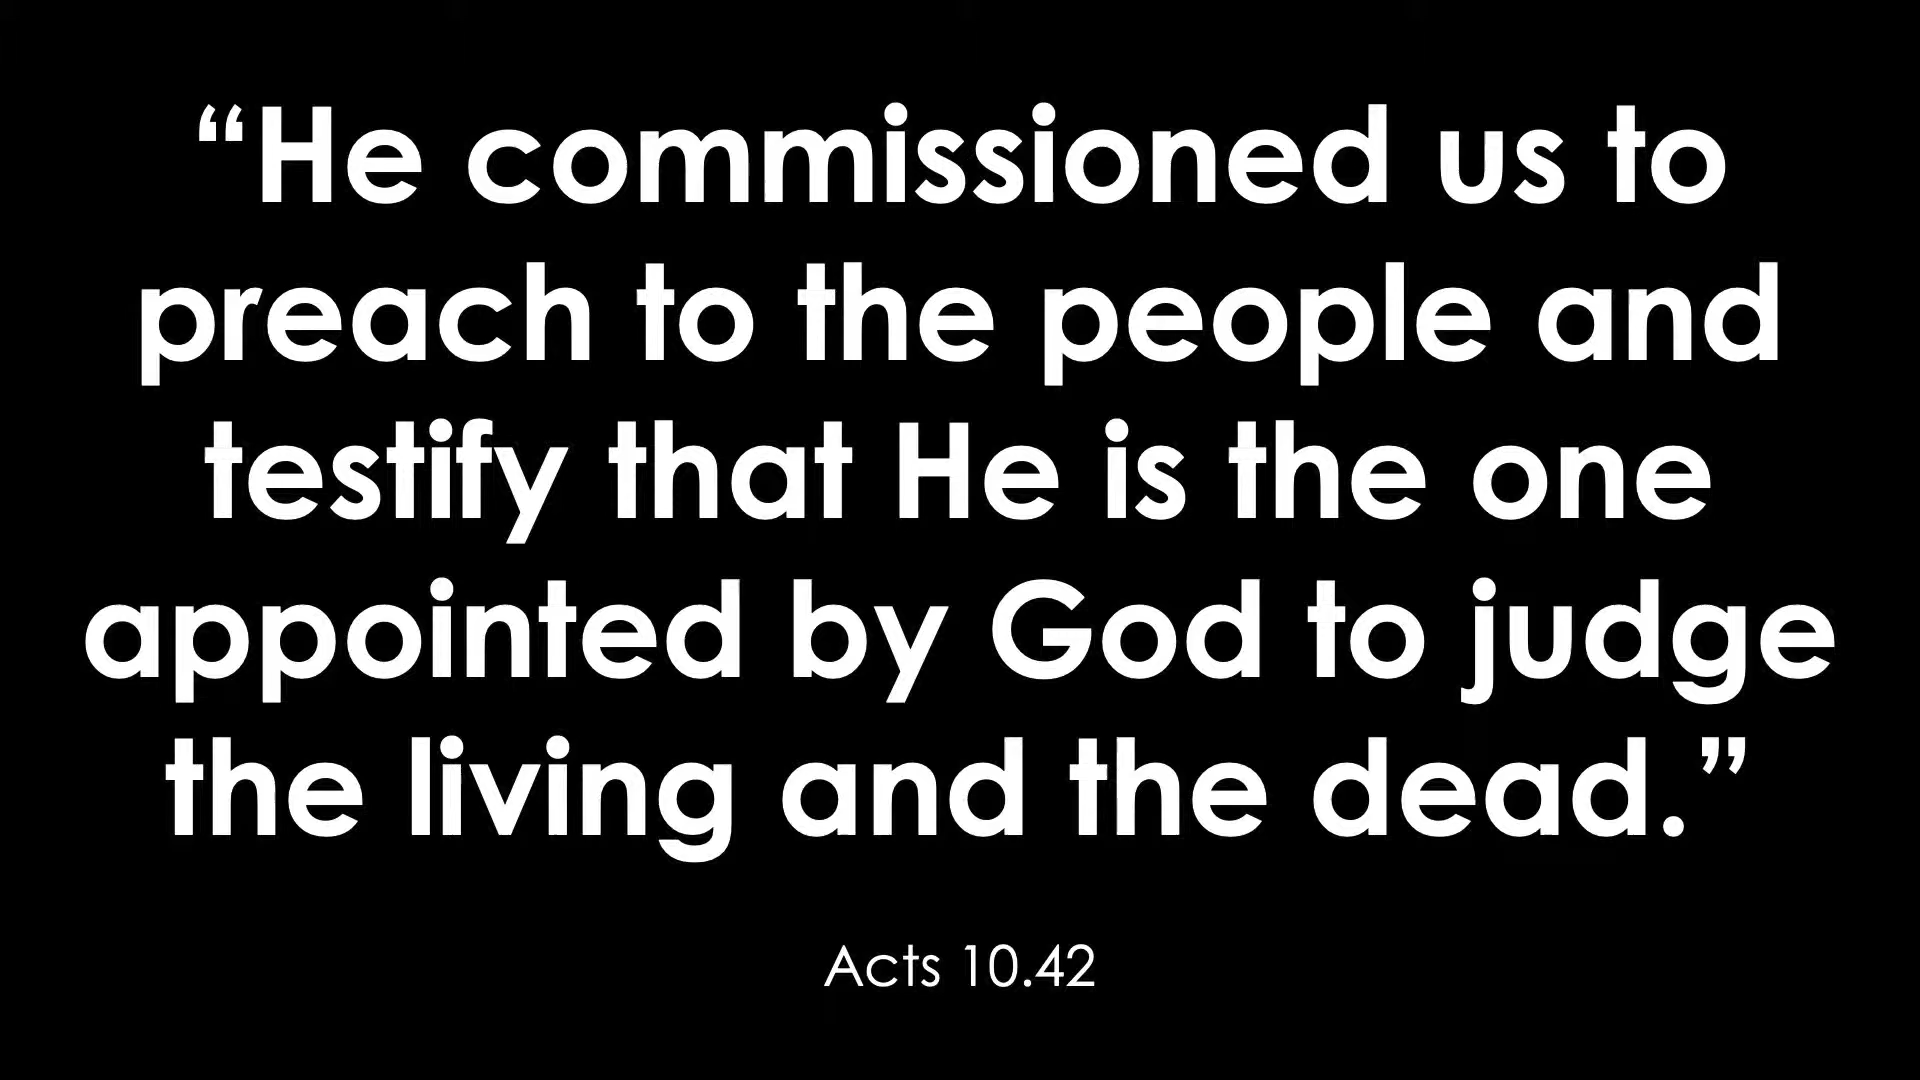 “He commissioned us to
preach to the people and
testify that He is the one
appointed by God to judge
the living and the dead.”
Acts 10.42